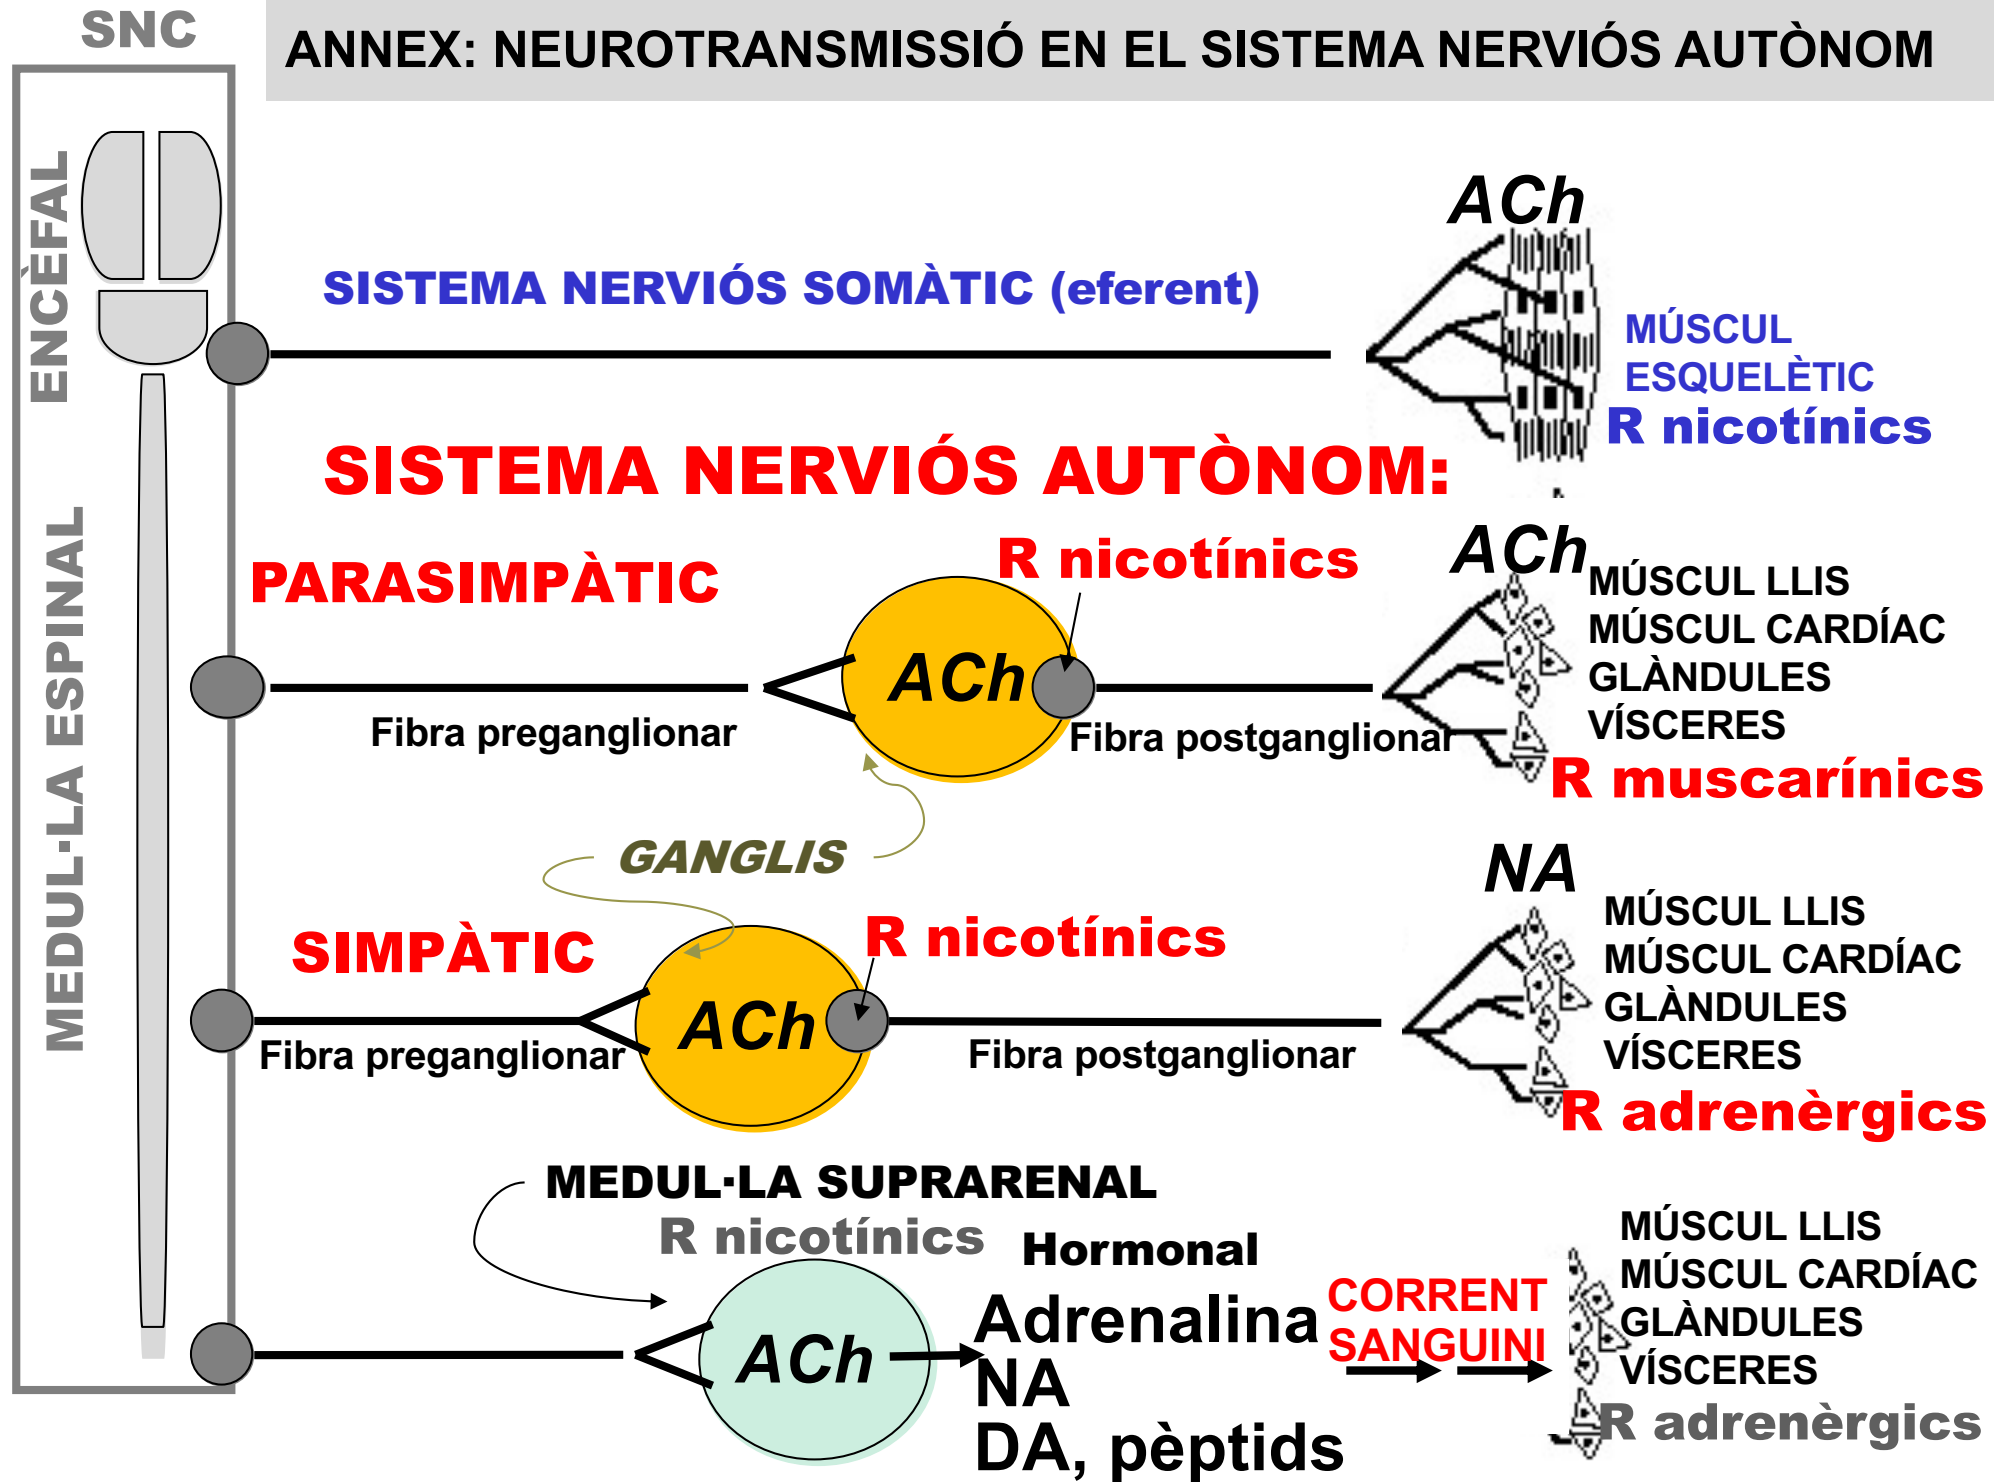 SNC
ANNEX: NEUROTRANSMISSIÓ EN EL SISTEMA NERVIÓS AUTÒNOM
ENCÈFAL
MEDUL·LA ESPINAL
ACh
SISTEMA NERVIÓS SOMÀTIC (eferent)
MÚSCUL
ESQUELÈTIC
R nicotínics
SISTEMA NERVIÓS AUTÒNOM:
PARASIMPÀTIC
R nicotínics
ACh
ACh
MÚSCUL LLIS
MÚSCUL CARDÍAC
GLÀNDULES
VÍSCERES
Fibra preganglionar
Fibra postganglionar
R muscarínics
GANGLIS
SIMPÀTIC
R nicotínics
NA
ACh
MÚSCUL LLIS
MÚSCUL CARDÍAC
GLÀNDULES
VÍSCERES
Fibra preganglionar
Fibra postganglionar
R adrenèrgics
MEDUL·LA SUPRARENAL
R nicotínics
Hormonal
ACh
Adrenalina
NA
DA, pèptids
CORRENT
SANGUINI
MÚSCUL LLIS
MÚSCUL CARDÍAC
GLÀNDULES
VÍSCERES
R adrenèrgics